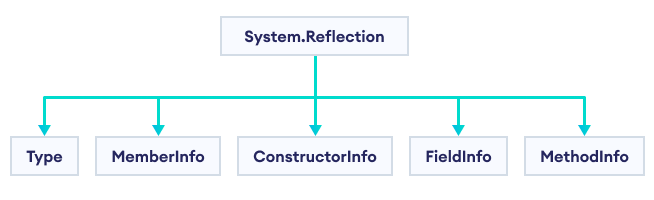 System.Reflection
Type
MemberInfo
ConstructorInfo
FieldInfo
MethodInfo